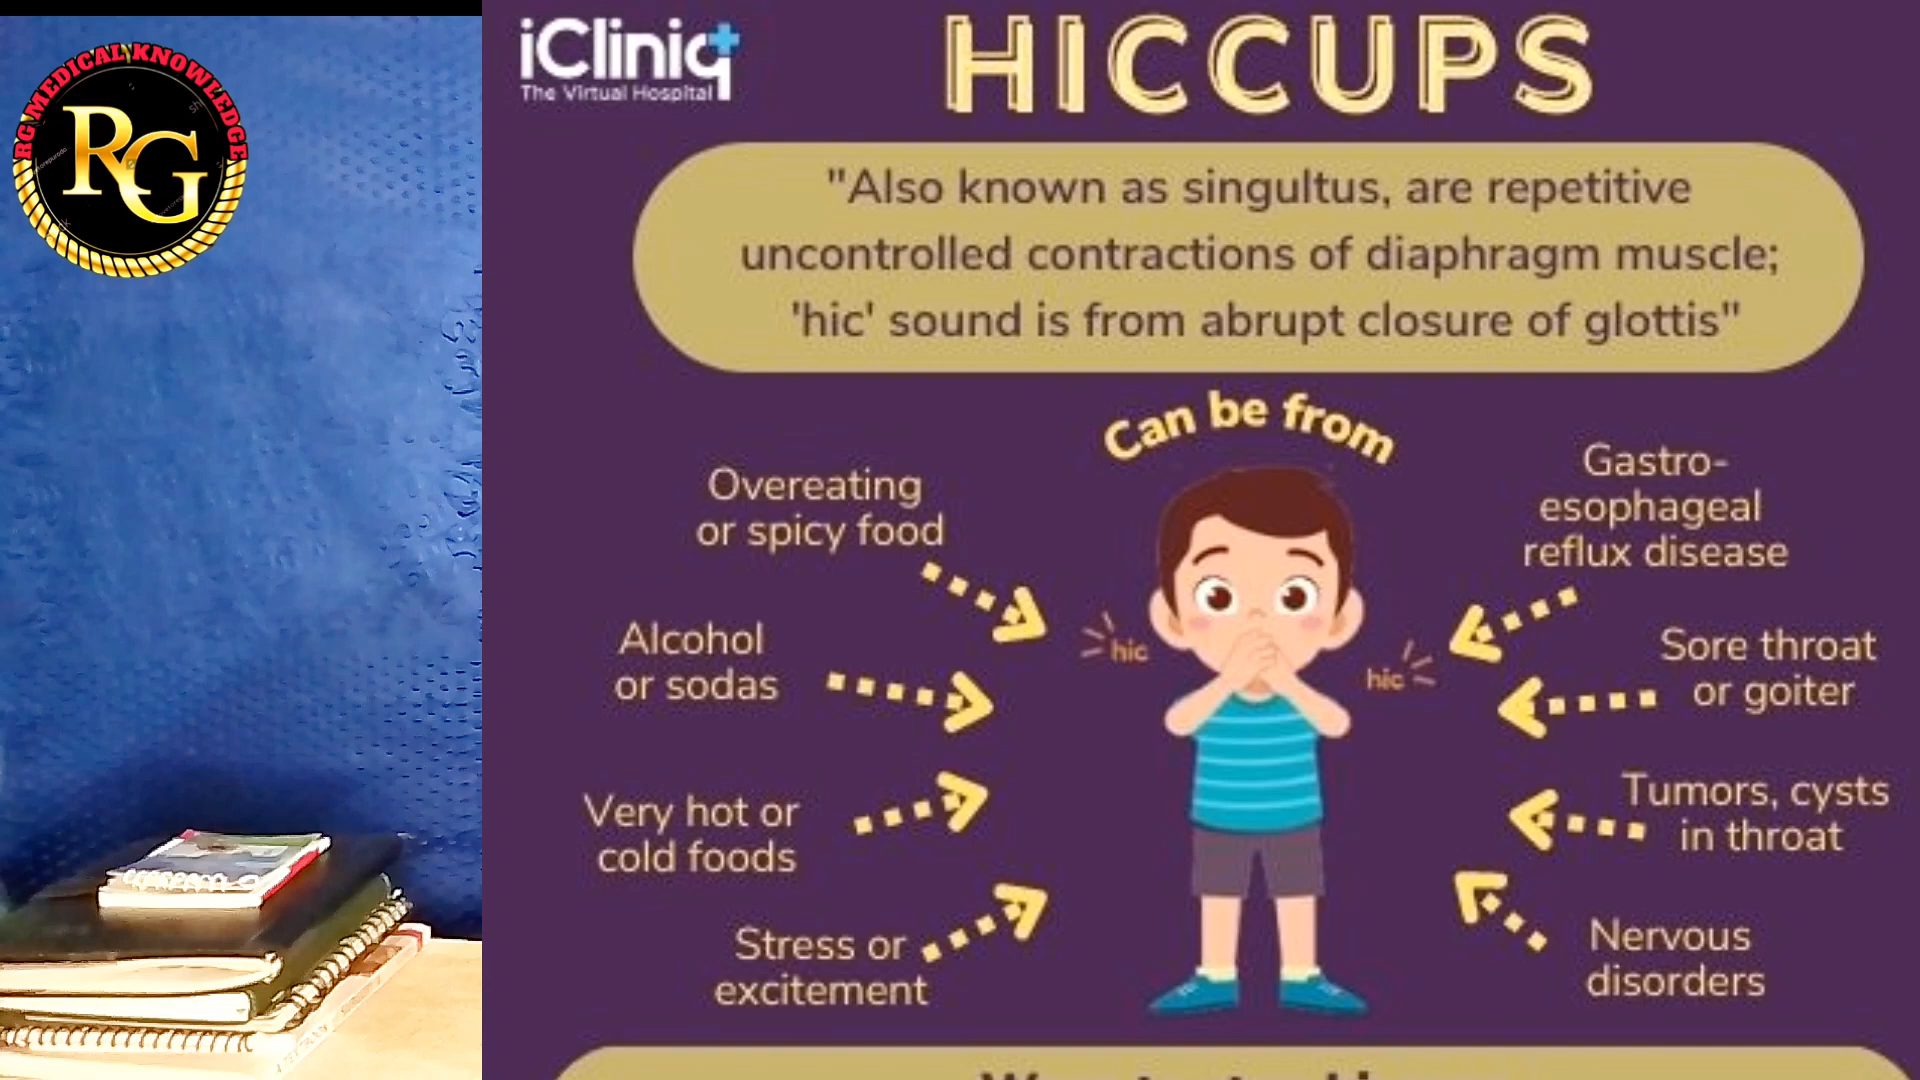 RG MEDICAL KNOWLEDGE
RG
iCliniq
The Virtual Hospital
HICCUPS
"Also known as singultus, are repetitive
uncontrolled contractions of diaphragm muscle;
'hic' sound is from abrupt closure of glottis"
Can be from
Overeating
or spicy food
Alcohol
or sodas
Very hot or
cold foods
Stress or
excitement
hic
hic
Gastro-
esophageal
reflux disease
Sore throat
or goiter
Tumors, cysts
in throat
Nervous
disorders